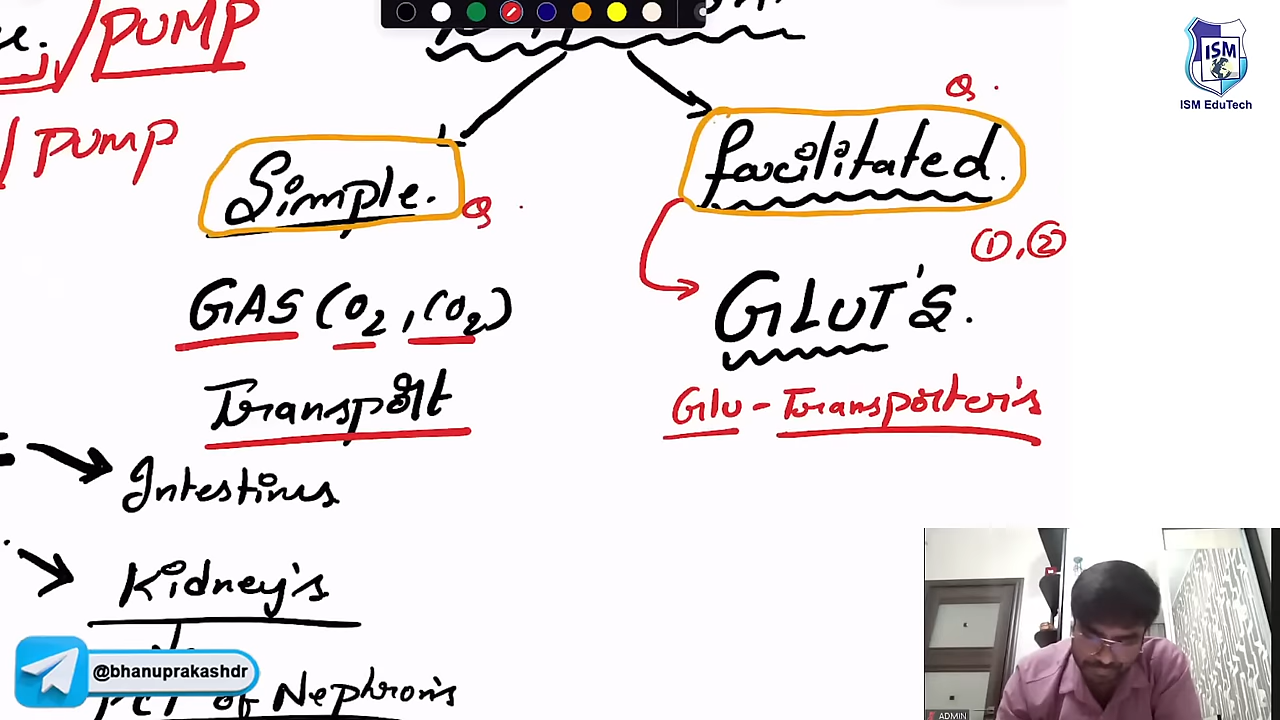 /PUMP
/ PUMP
Q.
Simple.
Q.
facilitated.
①, ②
GAS (O2, CO2)
Transport
GLUT'S.
Glu - Transporter's
Intestines
Kidney's
PCT of Nephron's
@bhanuprakashdr
ISM
ISM EduTech
ADMIN